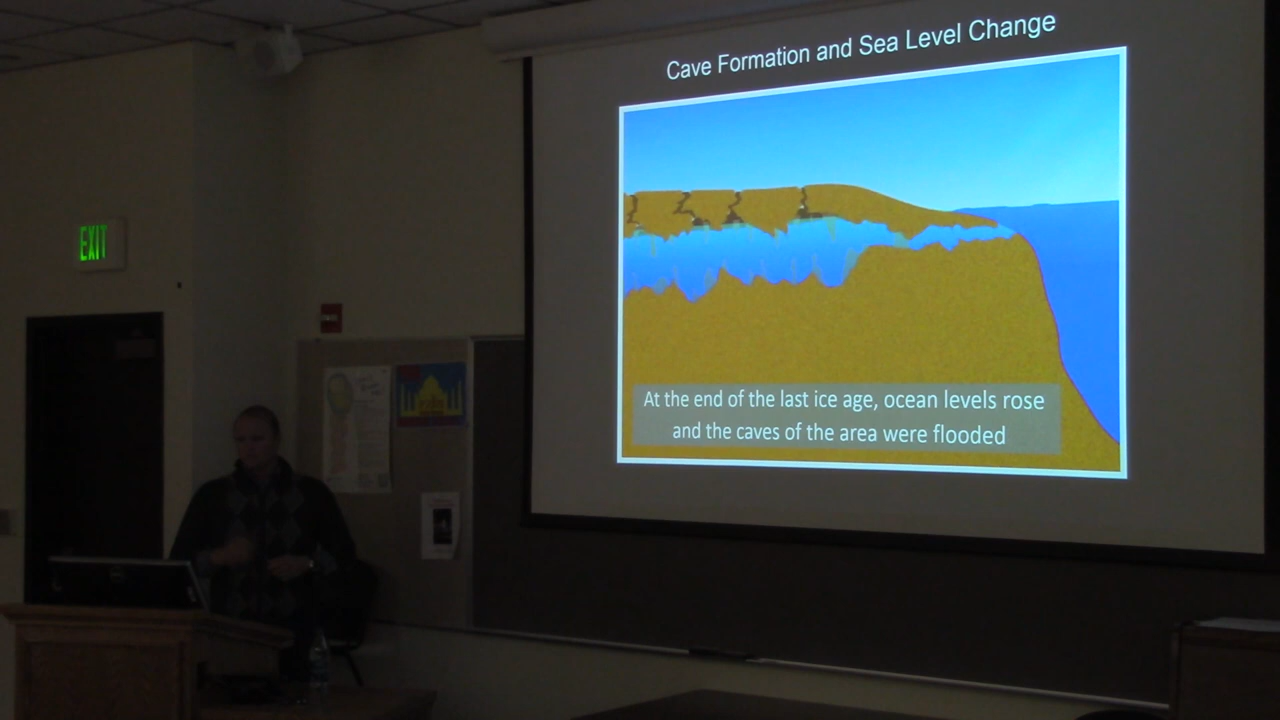 Cave Formation and Sea Level Change
EXIT
At the end of the last ice age, ocean levels rose
and the caves of the area were flooded